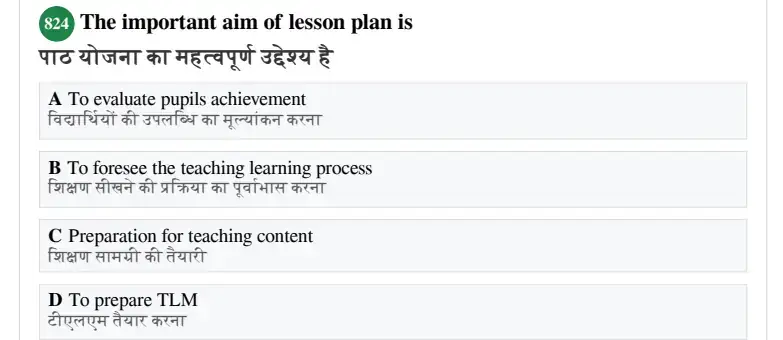 824 The important aim of lesson plan is
पाठ योजना का महत्वपूर्ण उद्देश्य है
A To evaluate pupils achievement
विद्यार्थियों की उपलब्धि का मूल्यांकन करना
B To foresee the teaching learning process
शिक्षण सीखने की प्रक्रिया का पूर्वाभास करना
C Preparation for teaching content
शिक्षण सामग्री की तैयारी
D To prepare TLM
टीएलएम तैयार करना